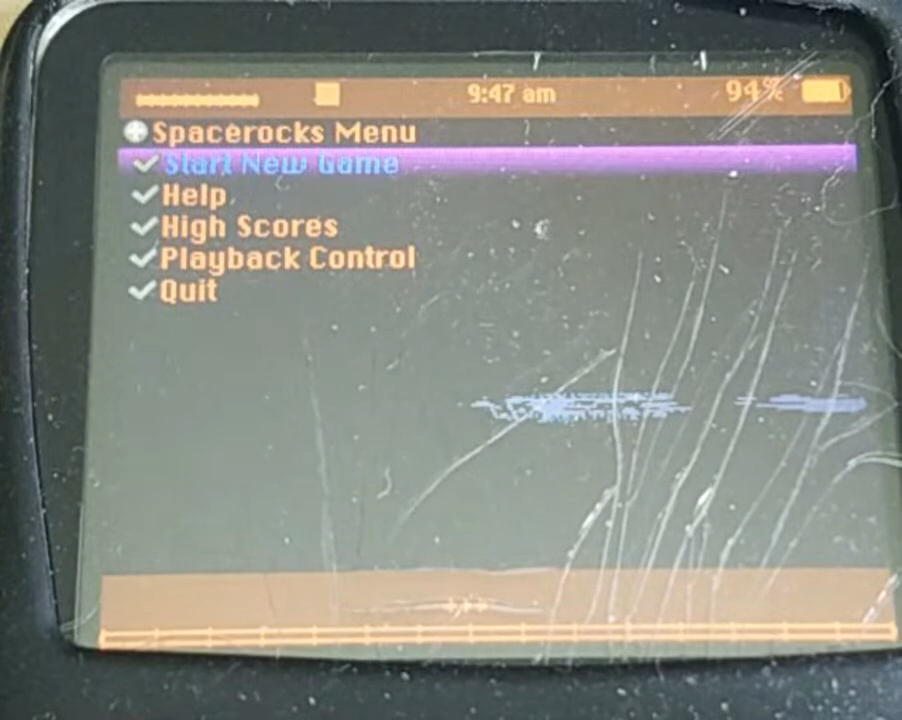 9:47 am 94%
Spacerocks Menu
Start New Game
Help
High Scores
Playback Control
Quit